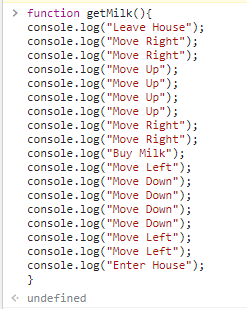 > function getMilk(){
console.log("Leave House");
console.log("Move Right");
console.log("Move Right");
console.log("Move Up");
console.log("Move Up");
console.log("Move Up");
console.log("Move Up");
console.log("Move Right");
console.log("Move Right");
console.log("Buy Milk");
console.log("Move Left");
console.log("Move Down");
console.log("Move Down");
console.log("Move Down");
console.log("Move Down");
console.log("Move Left");
console.log("Move Left");
console.log("Enter House");
}
undefined